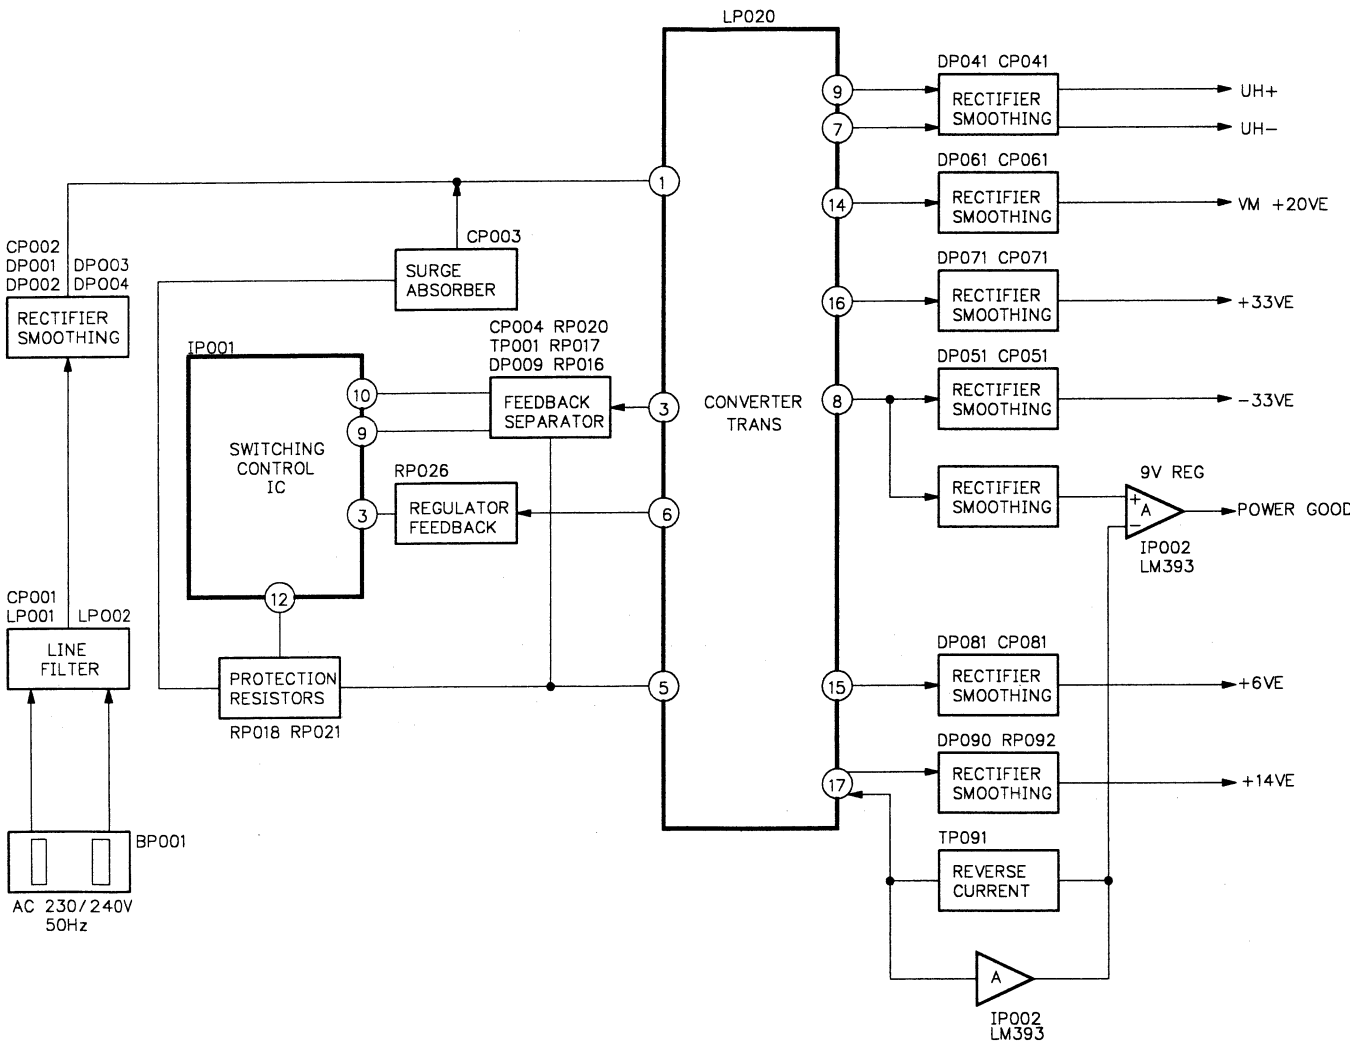 LP020
DP041 CP041
9
RECTIFIER
SMOOTHING
UH+
7
UH-
DP061 CP061
1
14
RECTIFIER
SMOOTHING
VM +20VE
CP003
SURGE
ABSORBER
CP002
DP001 DP003
DP002 DP004
RECTIFIER
SMOOTHING
DP071 CP071
16
RECTIFIER
SMOOTHING
+33VE
IP001
CP004 RP020
TP001 RP017
DP009 RP016
10
9
FEEDBACK
SEPARATOR
3
CONVERTER
TRANS
8
DP051 CP051
RECTIFIER
SMOOTHING
-33VE
SWITCHING
CONTROL
IC
RP026
3
REGULATOR
FEEDBACK
6
RECTIFIER
SMOOTHING
9V REG
+
A
-
POWER GOOD
IP002
LM393
12
CP001
LP001 LP002
LINE
FILTER
PROTECTION
RESISTORS
RP018 RP021
5
15
DP081 CP081
RECTIFIER
SMOOTHING
+6VE
DP090 RP092
17
RECTIFIER
SMOOTHING
+14VE
BP001
AC 230/240V
50Hz
TP091
REVERSE
CURRENT
A
IP002
LM393